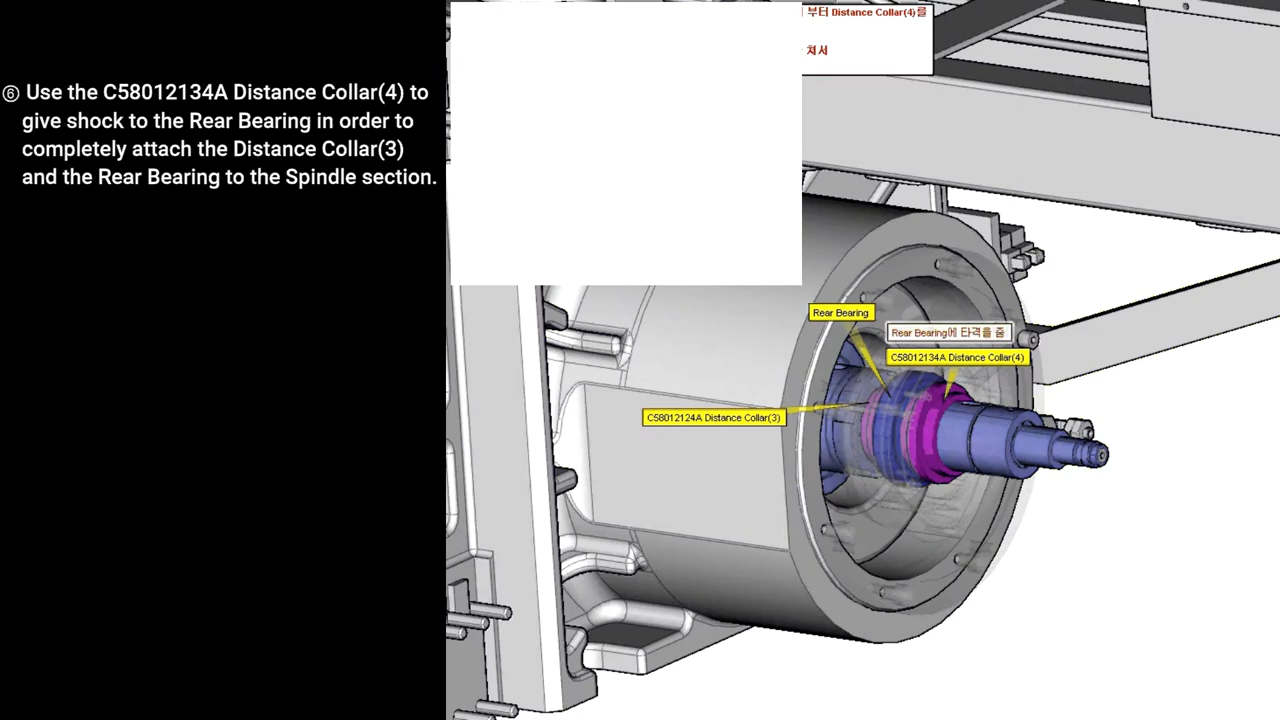 ⑥ Use the C58012134A Distance Collar(4) to
give shock to the Rear Bearing in order to
completely attach the Distance Collar(3)
and the Rear Bearing to the Spindle section.
부터 Distance Collar(4)를
쳐서
Rear Bearing
Rear Bearing에 타격을 줌
C58012134A Distance Collar(4)
C58012124A Distance Collar(3)